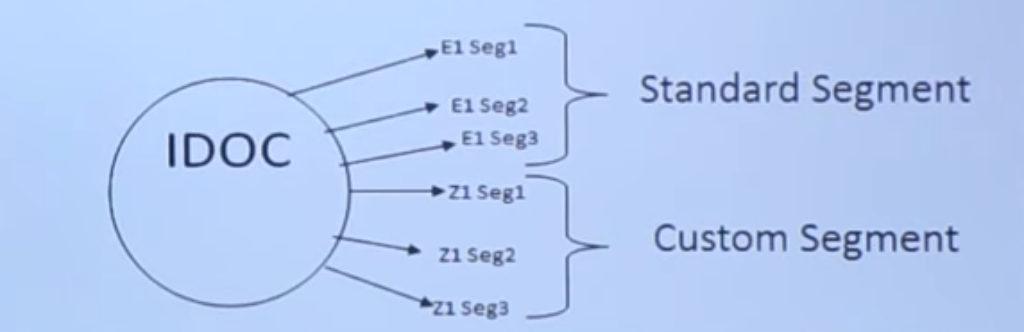 IDOC
E1 Seg1
E1 Seg2
E1 Seg3
Standard Segment
Z1 Seg1
Z1 Seg2
Z1 Seg3
Custom Segment